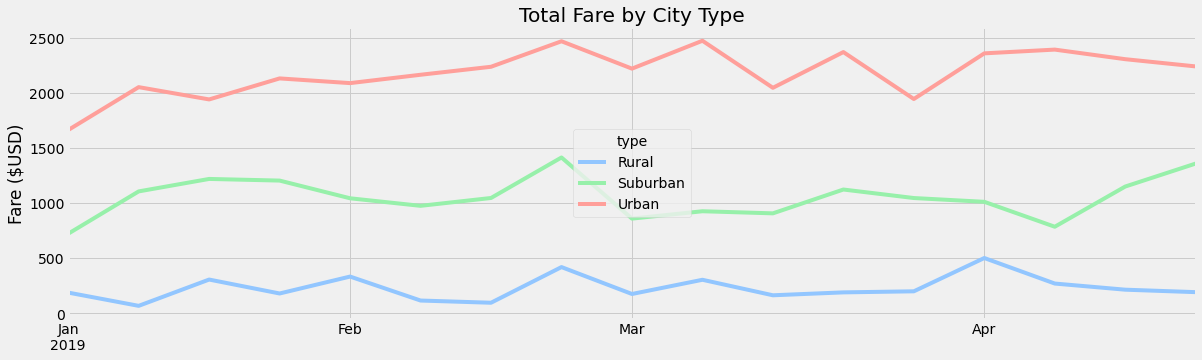 Total Fare by City Type
Fare ($USD)
2500
2000
1500
1000
500
0
type
Rural
Suburban
Urban
Jan Feb Mar Apr
2019